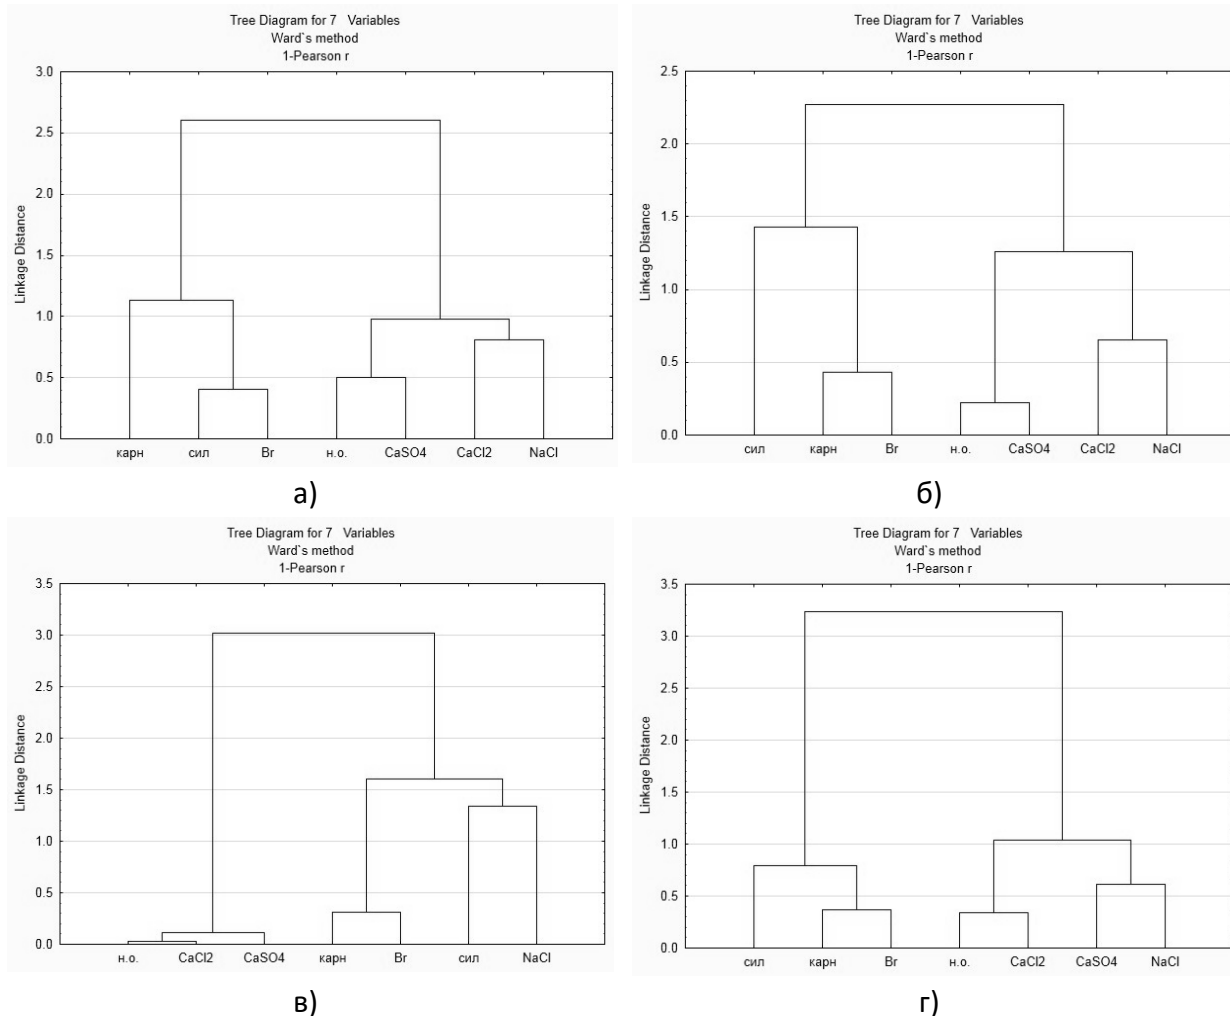 Tree Diagram for 7 Variables
Ward`s method
1-Pearson r
3.0
2.5
2.0
1.5
1.0
0.5
0.0
Linkage Distance
карн сил Br н.о. CaSO4 CaCl2 NaCl
а)
Tree Diagram for 7 Variables
Ward`s method
1-Pearson r
2.5
2.0
1.5
1.0
0.5
0.0
Linkage Distance
сил карн Br н.о. CaSO4 CaCl2 NaCl
б)
Tree Diagram for 7 Variables
Ward`s method
1-Pearson r
3.5
3.0
2.5
2.0
1.5
1.0
0.5
0.0
Linkage Distance
н.о. CaCl2 CaSO4 карн Br сил NaCl
в)
Tree Diagram for 7 Variables
Ward`s method
1-Pearson r
3.5
3.0
2.5
2.0
1.5
1.0
0.5
0.0
Linkage Distance
сил карн Br н.о. CaCl2 CaSO4 NaCl
г)